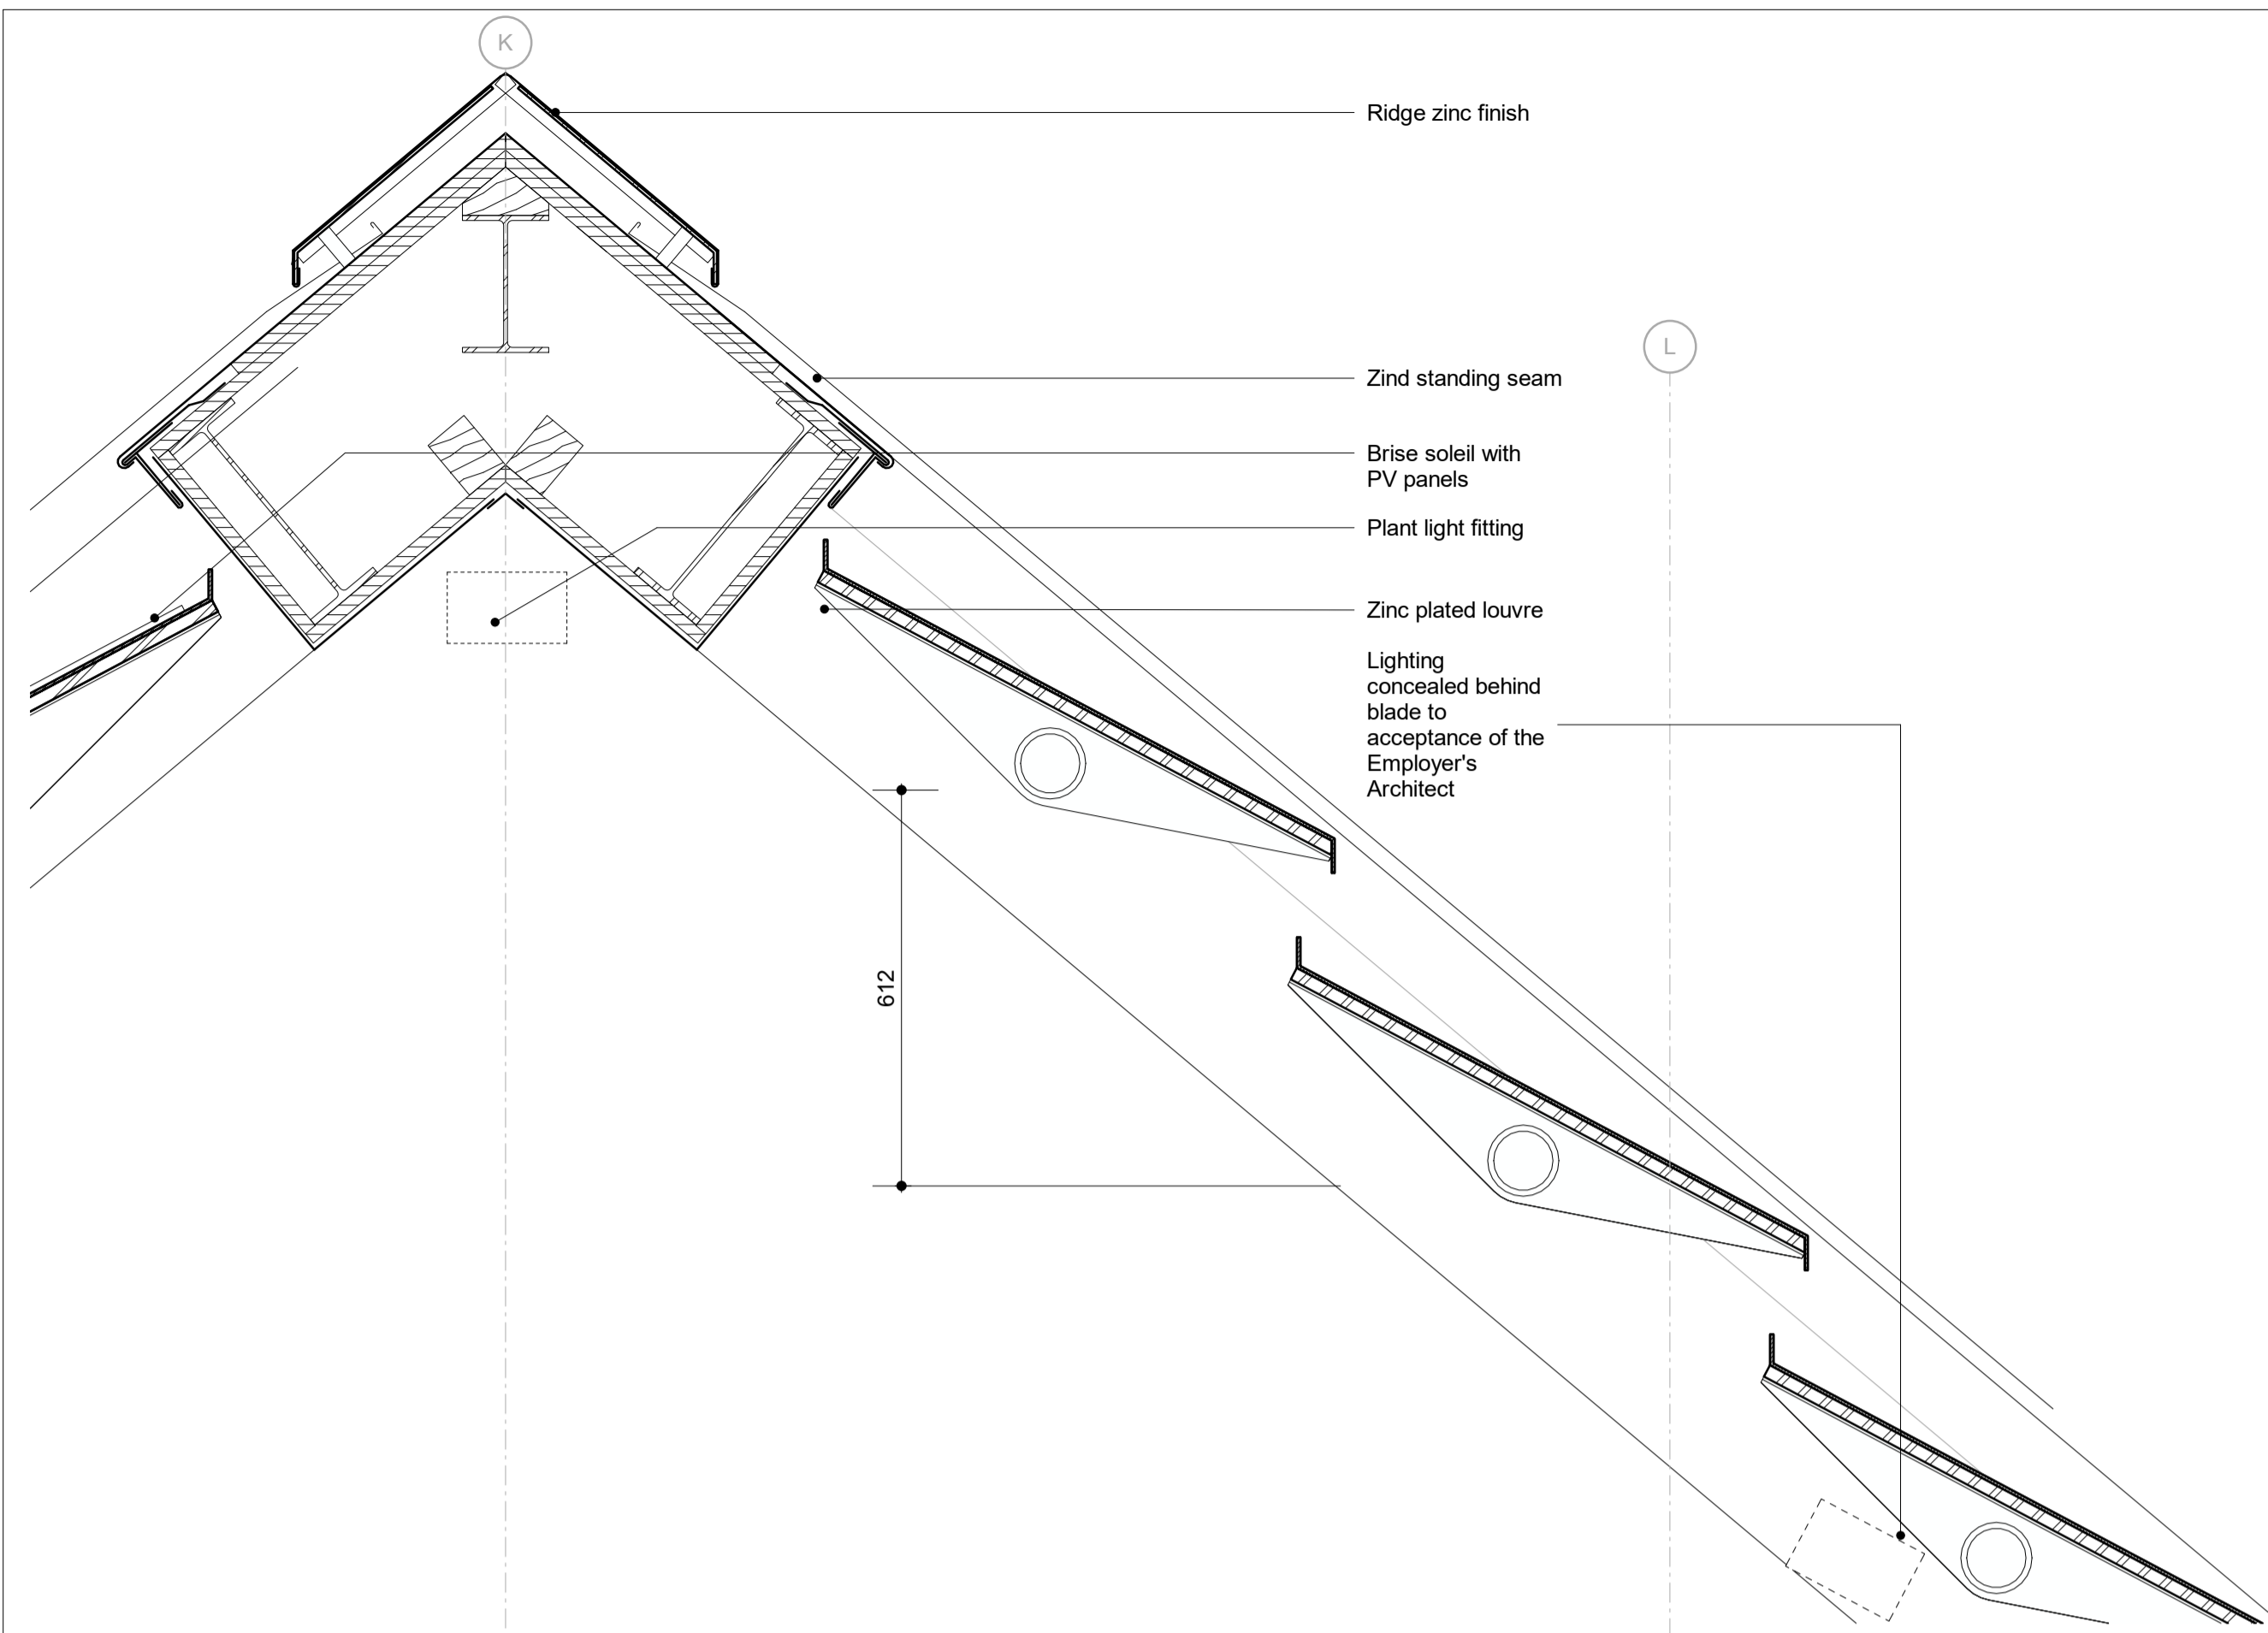 K
Ridge zinc finish
L
Zind standing seam
Brise soleil with
PV panels
Plant light fitting
Zinc plated louvre
Lighting
concealed behind
blade to
acceptance of the
Employer's
Architect
612